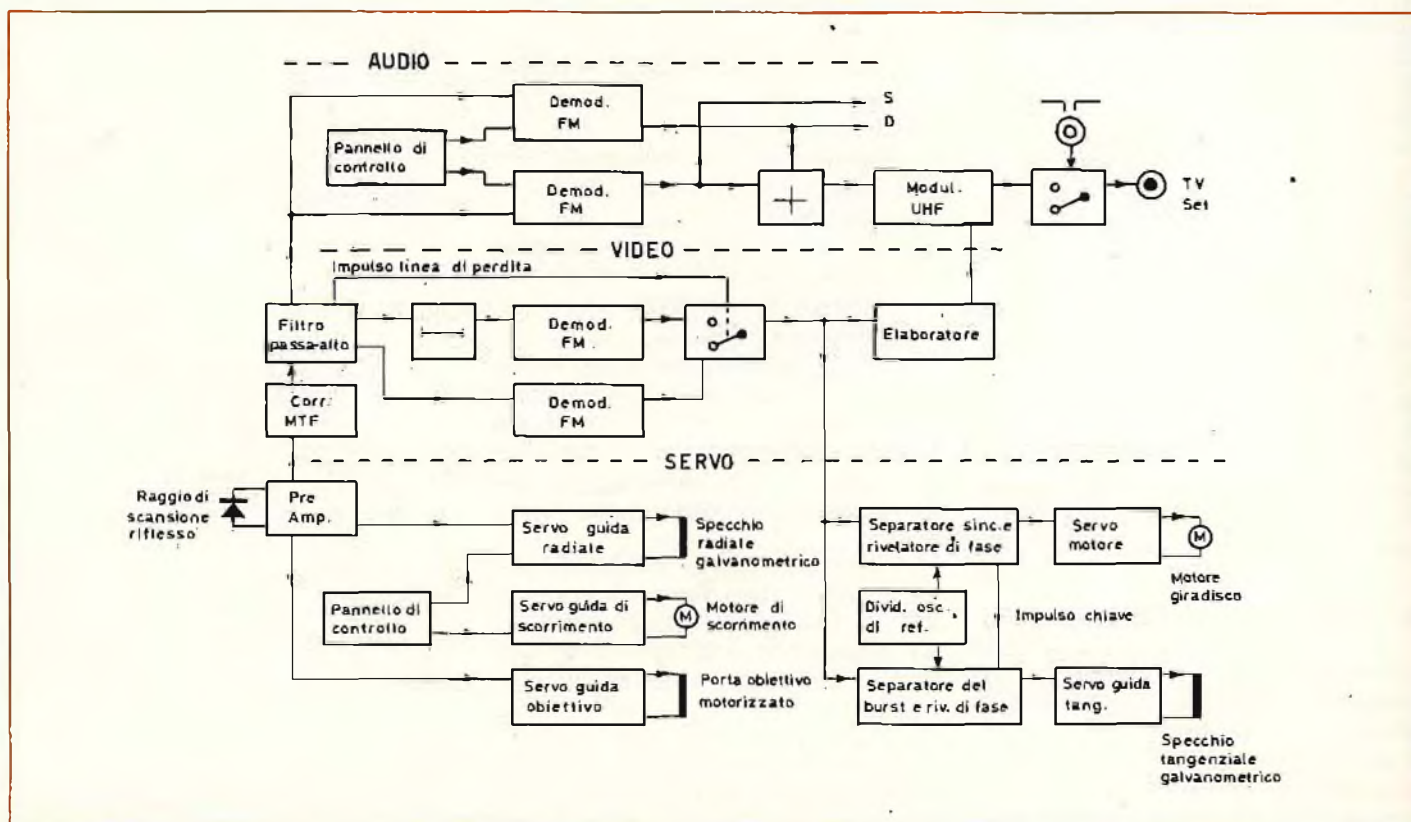 AUDIO
Demod.
FM
S
D
Pannello di
controllo
Demod.
FM
Modul.
UHF
TV
Set
VIDEO
Impulso linea di perdita
Filtro
passa-alto
Demod.
FM
Elaboratore
Corr.
MTF
Demod.
FM
SERVO
Raggio di
scansione
riflesso
Pre
Amp.
Servo guida
radiale
Specchio
radiale
galvanometrico
Separatore sinc.e
rivelatore di fase
Servo
motore
M
Motore
giradisco
Pannello di
controllo
Servo guida di
scorrimento
M
Motore di
scorrimento
Divid. osc.
di ref.
Impulso chiave
Servo guida
obiettivo
Porta obiettivo
motorizzato
Separatore del
burst e riv. di fase
Servo guida
tang.
Specchio
tangenziale
galvanometrico